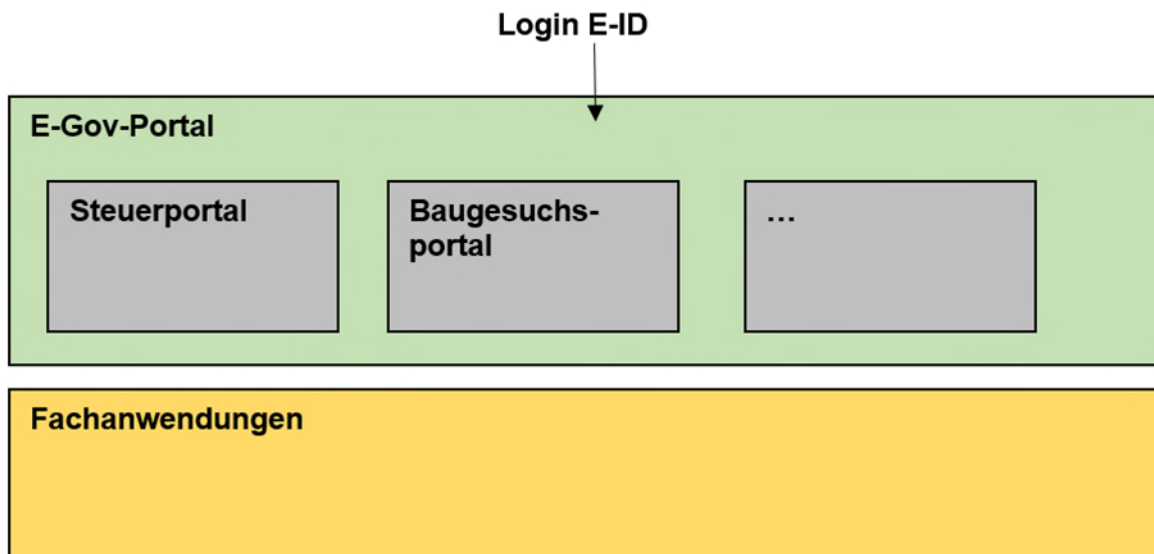 Login E-ID
E-Gov-Portal
Steuerportal
Baugesuchs-
portal
...
Fachanwendungen